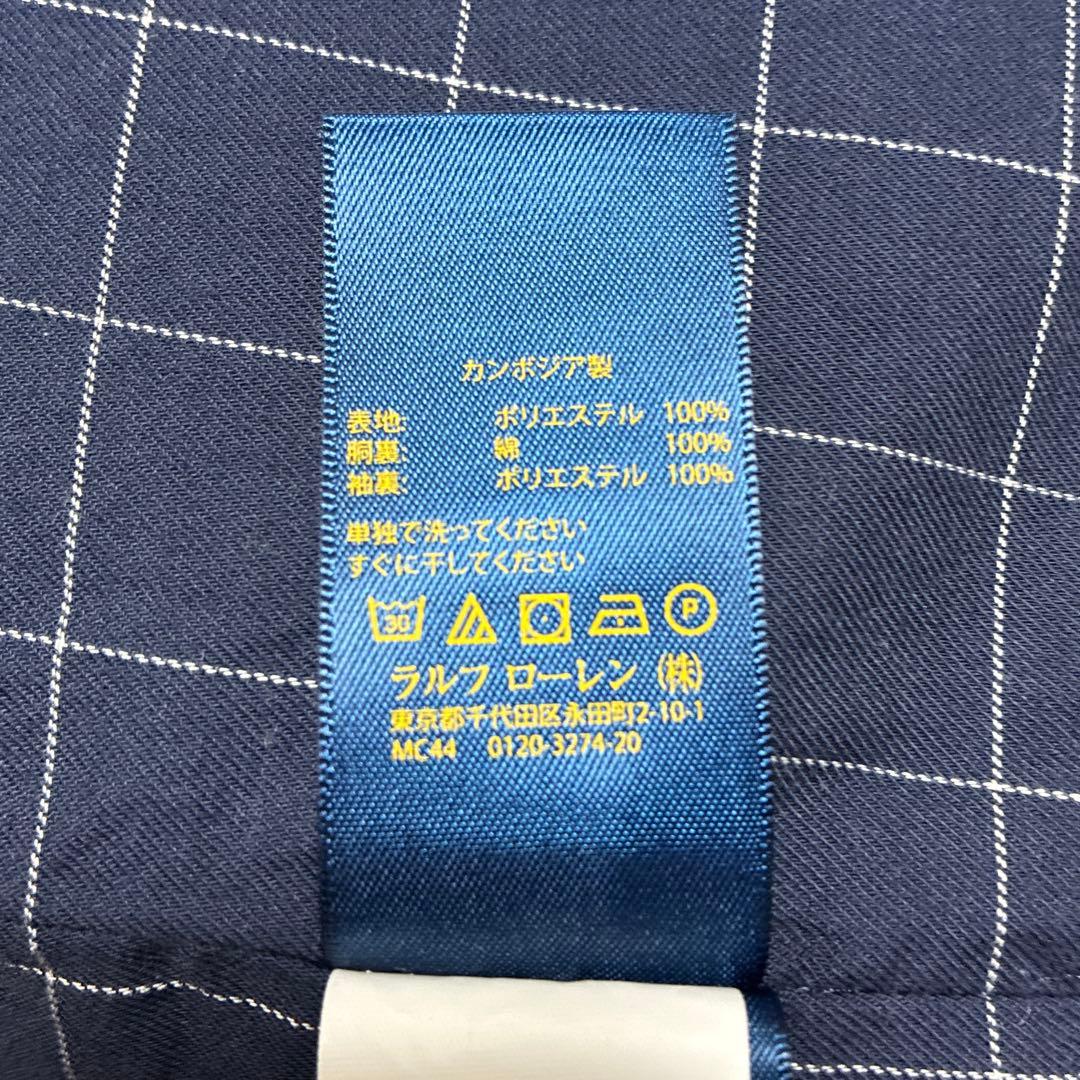 カンボジア製
表地: ポリエステル 100%
胴裏: 綿 100%
袖裏: ポリエステル 100%
単独で洗ってください
すぐに干してください
30 P
ラルフ ローレン (株)
東京都千代田区永田町2-10-1
MC44 0120-3274-20